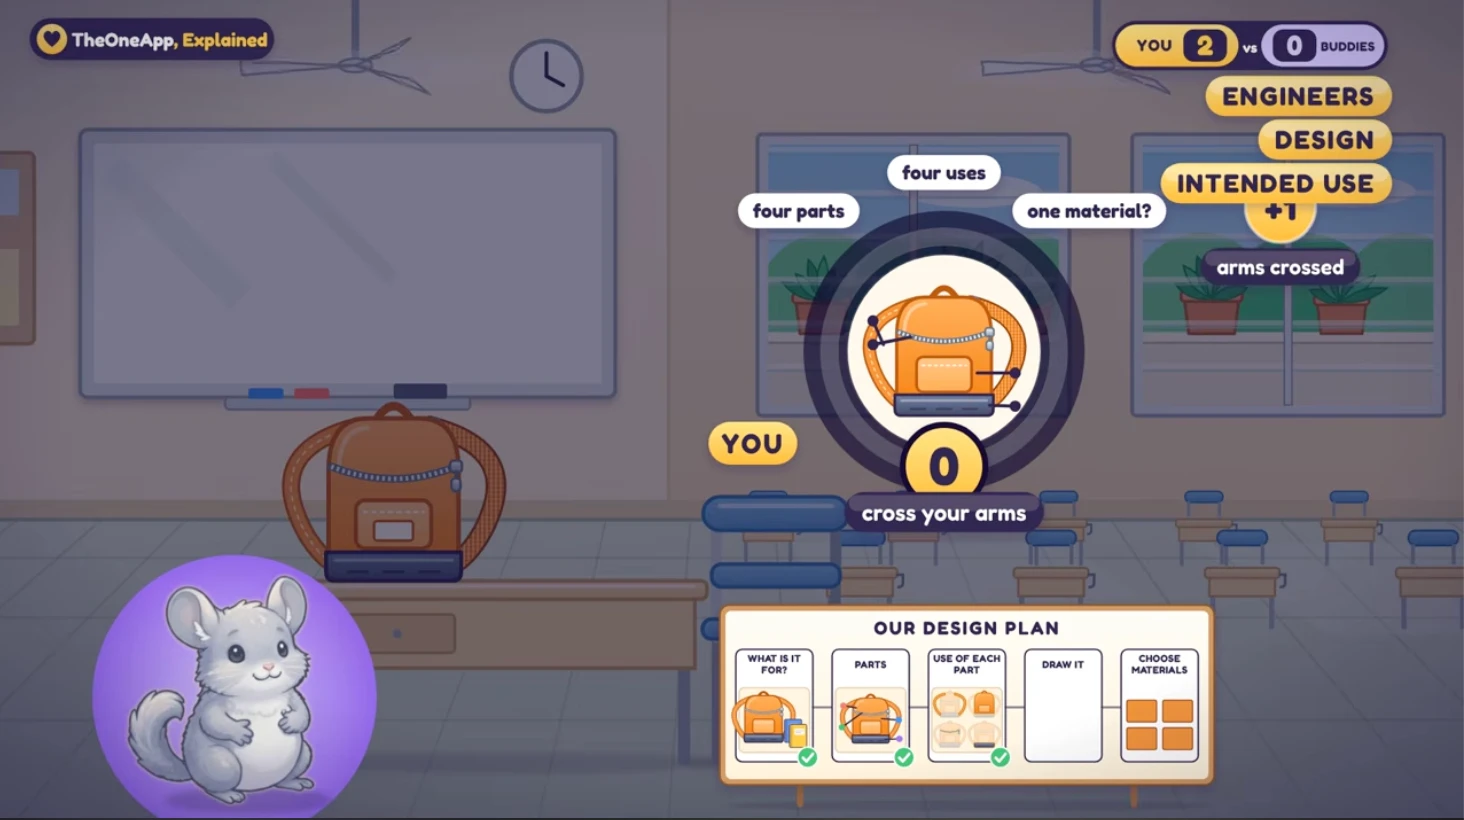 TheOneApp, Explained
YOU 2 vs 0 BUDDIES
ENGINEERS
DESIGN
INTENDED USE
+1
arms crossed
four uses
four parts
one material?
YOU
0
cross your arms
OUR DESIGN PLAN
WHAT IS IT
FOR?
PARTS
USE OF EACH
PART
DRAW IT
CHOOSE
MATERIALS